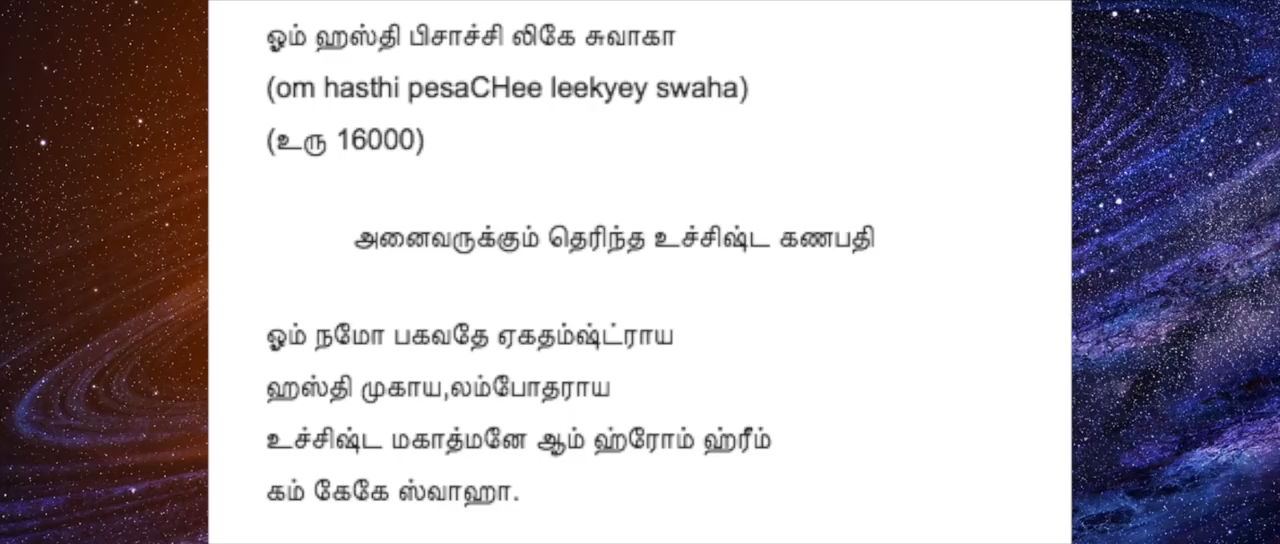 ஓம் ஹஸ்தி பிசாச்சி லிகே சுவாகா
(om hasthi pesaCHee leekyey swaha)
(உரு 16000)
அனைவருக்கும் தெரிந்த உச்சிஷ்ட கணபதி
ஓம் நமோ பகவதே ஏகதம்ஷ்ட்ராய
ஹஸ்தி முகாய,லம்போதராய
உச்சிஷ்ட மகாத்மனே ஆம் ஹ்ரோம் ஹ்ரீம்
கம் கேகே ஸ்வாஹா.